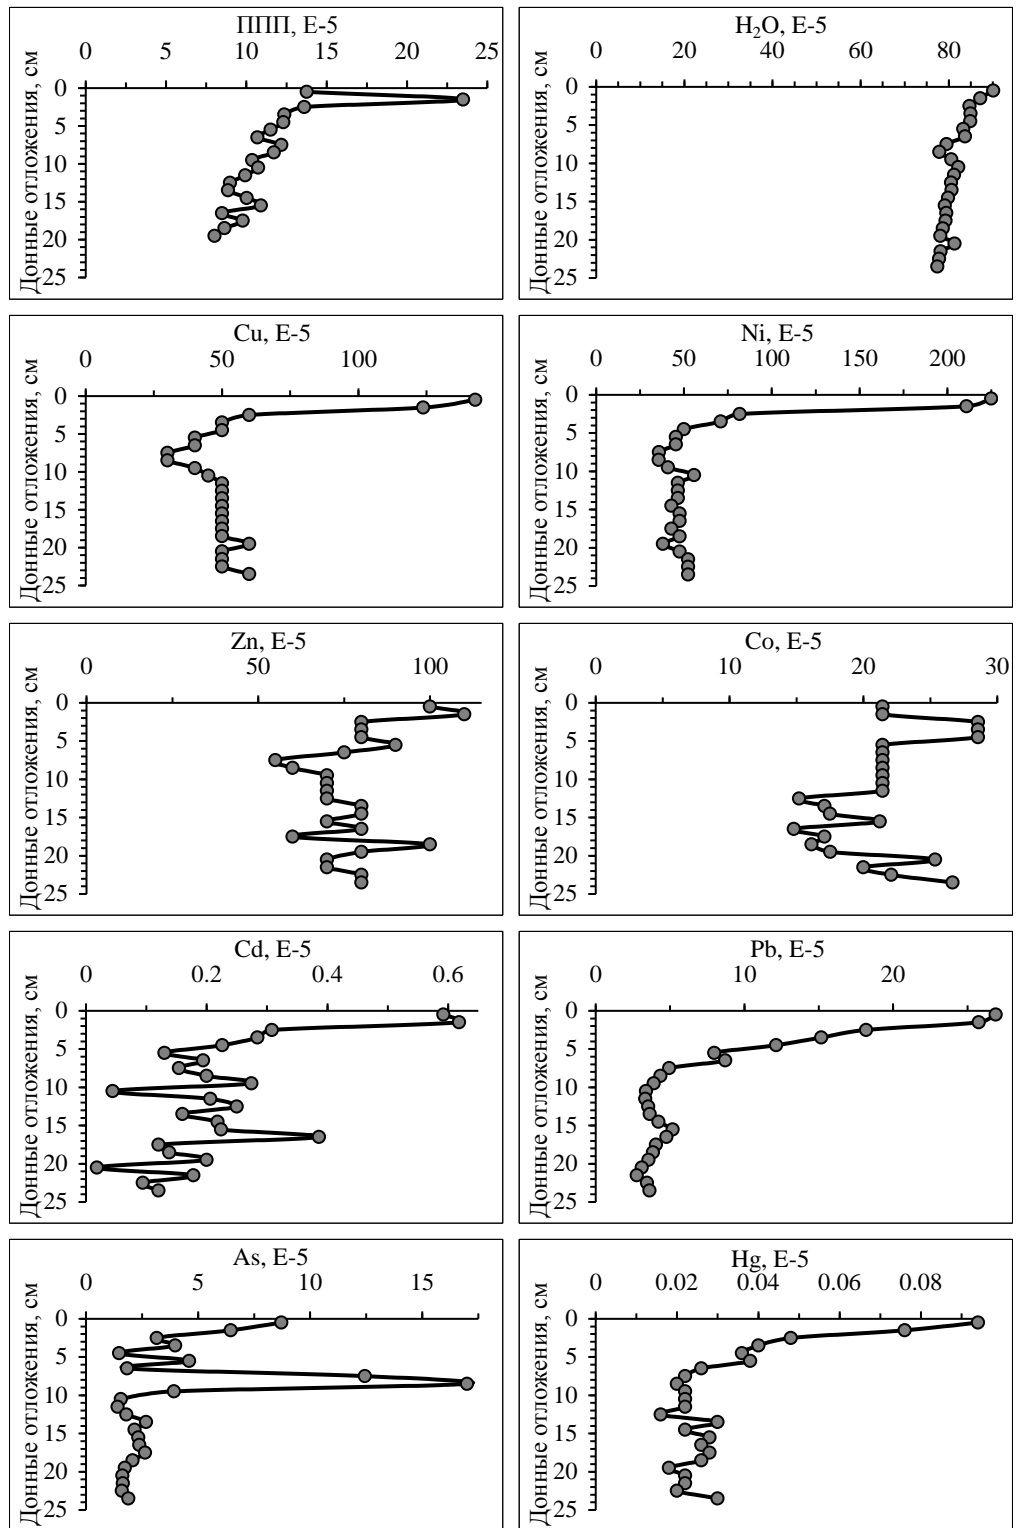 ППП, E-5
0 5 10 15 20 25
Донные отложения, см
0
5
10
15
20
25
H₂O, E-5
0 20 40 60 80
Донные отложения, см
0
5
10
15
20
25
Cu, E-5
0 50 100
Донные отложения, см
0
5
10
15
20
25
Ni, E-5
0 50 100 150 200
Донные отложения, см
0
5
10
15
20
25
Zn, E-5
0 50 100
Донные отложения, см
0
5
10
15
20
25
Co, E-5
0 10 20 30
Донные отложения, см
0
5
10
15
20
25
Cd, E-5
0 0.2 0.4 0.6
Донные отложения, см
0
5
10
15
20
25
Pb, E-5
0 10 20
Донные отложения, см
0
5
10
15
20
25
As, E-5
0 5 10 15
Донные отложения, см
0
5
10
15
20
25
Hg, E-5
0 0.02 0.04 0.06 0.08
Донные отложения, см
0
5
10
15
20
25